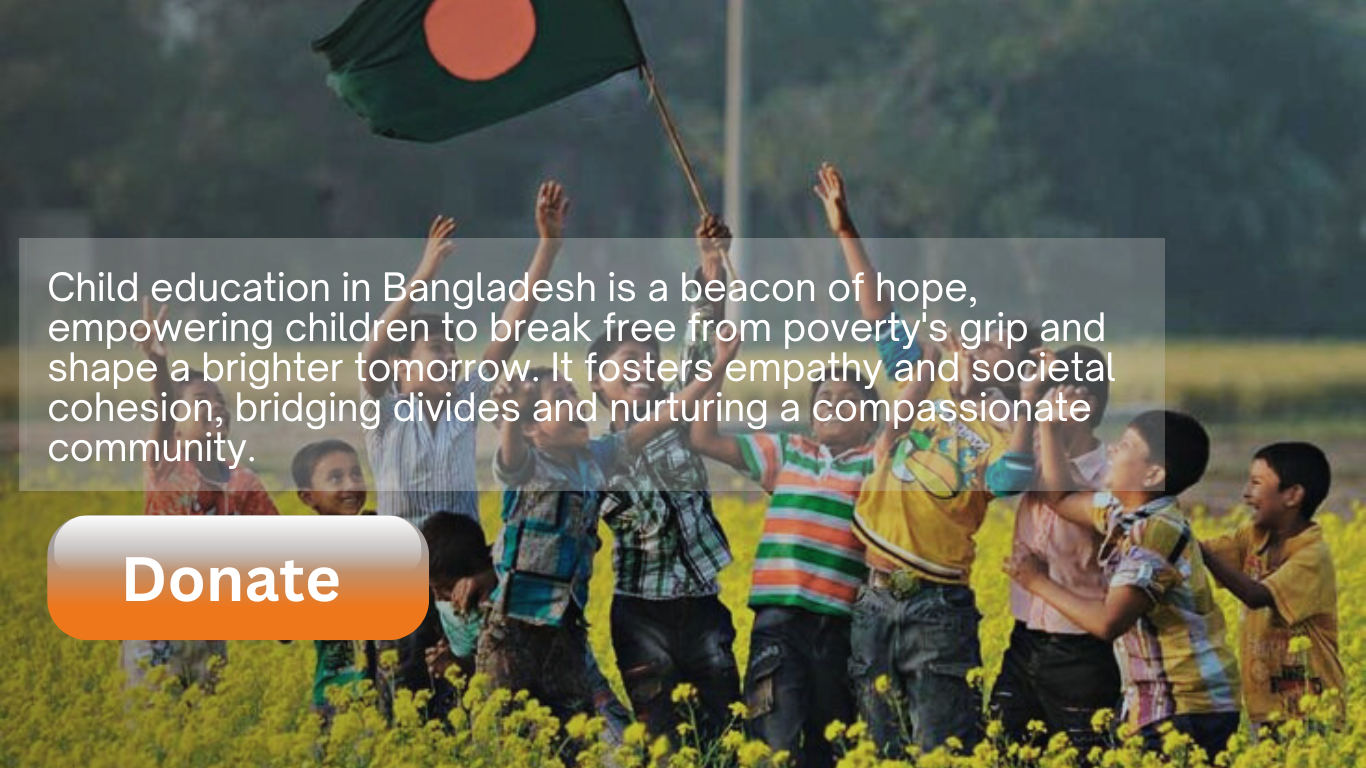 Child education in Bangladesh is a beacon of hope,
empowering children to break free from poverty's grip and
shape a brighter tomorrow. It fosters empathy and societal
cohesion, bridging divides and nurturing a compassionate
community.
Donate